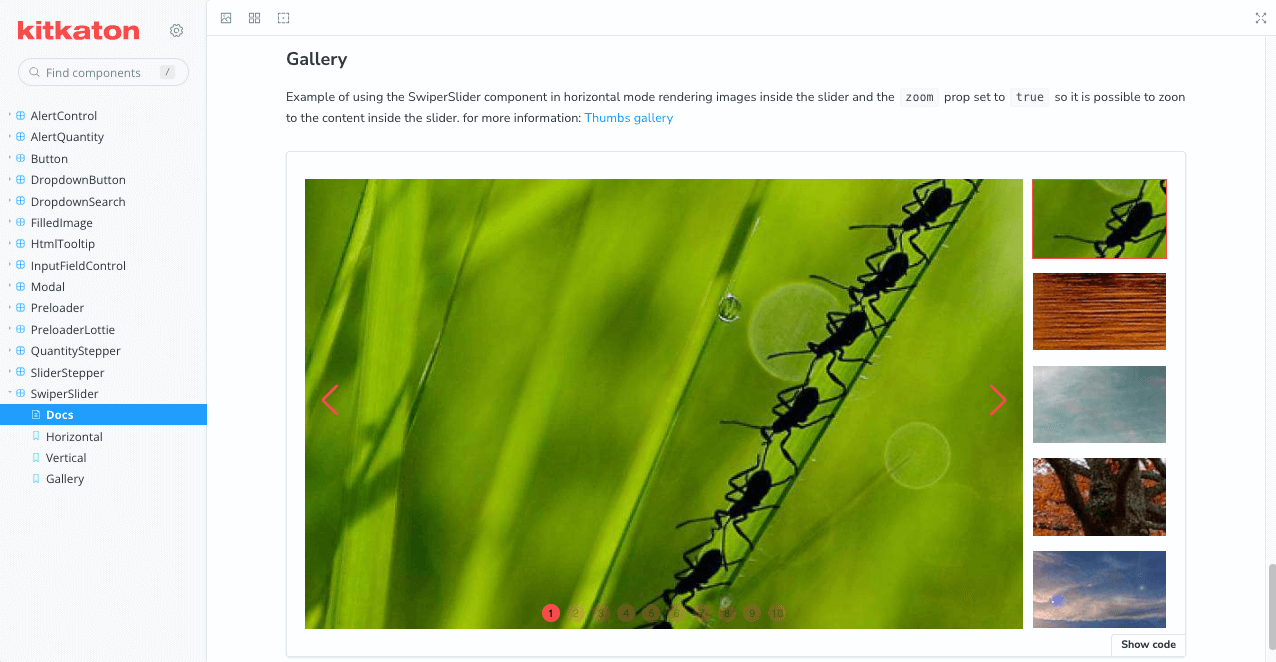 kitkaton
Find components /
AlertControl
AlertQuantity
Button
DropdownButton
DropdownSearch
FilledImage
HtmlTooltip
InputFieldControl
Modal
Preloader
PreloaderLottie
QuantityStepper
SliderStepper
SwiperSlider
Docs
Horizontal
Vertical
Gallery
Gallery
Example of using the SwiperSlider component in horizontal mode rendering images inside the slider and the zoom prop set to true so it is possible to zoon
to the content inside the slider. for more information: Thumbs gallery
1 2 3 4 5 6 7 8 9 10
Show code